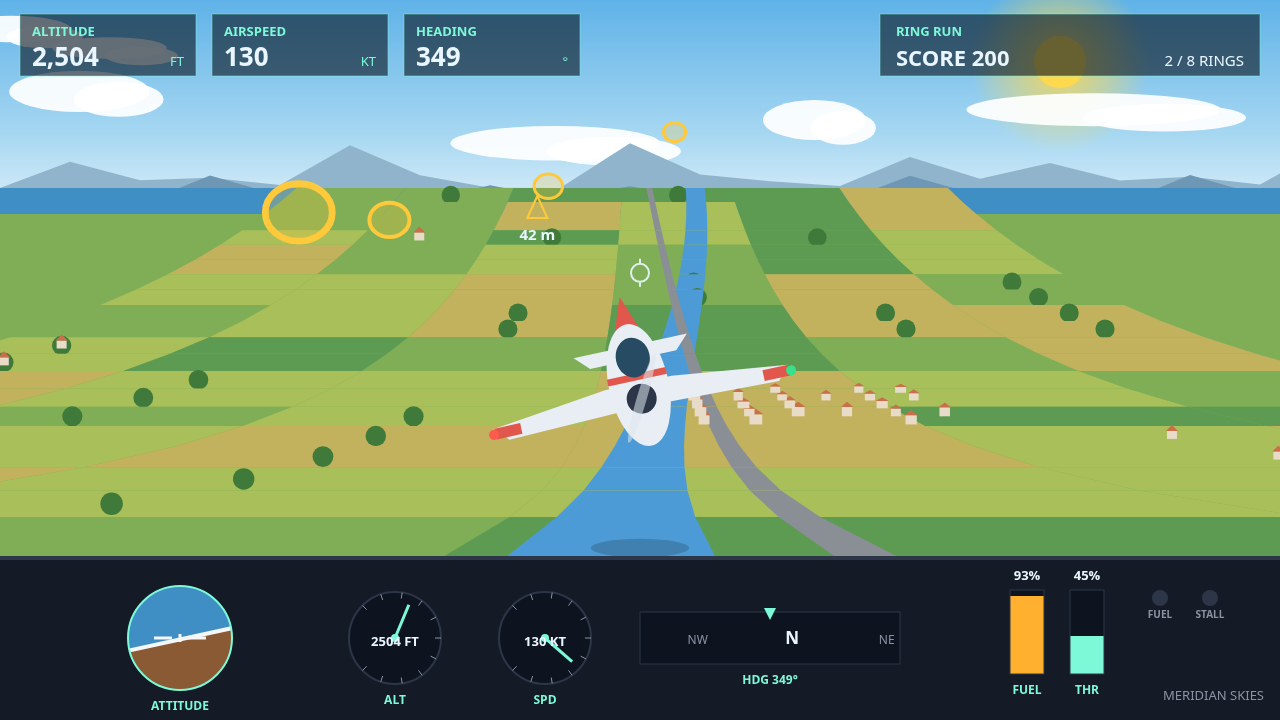 ALTITUDE
2,504 FT
AIRSPEED
130 KT
HEADING
349 °
RING RUN
SCORE 200 2 / 8 RINGS
42 m
2504 FT
ALT
130 KT
SPD
ATTITUDE
NW N NE
HDG 349°
93%
FUEL
45%
THR
FUEL
STALL
MERIDIAN SKIES